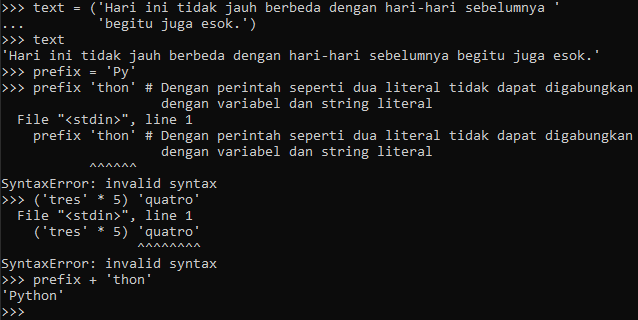 >>> text = ('Hari ini tidak jauh berbeda dengan hari-hari sebelumnya '
...         'begitu juga esok.')
>>> text
'Hari ini tidak jauh berbeda dengan hari-hari sebelumnya begitu juga esok.'
>>> prefix = 'Py'
>>> prefix 'thon' # Dengan perintah seperti dua literal tidak dapat digabungkan
                    dengan variabel dan string literal
  File "<stdin>", line 1
    prefix 'thon' # Dengan perintah seperti dua literal tidak dapat digabungkan
                    dengan variabel dan string literal
           ^^^^^^
SyntaxError: invalid syntax
>>> ('tres' * 5) 'quatro'
  File "<stdin>", line 1
    ('tres' * 5) 'quatro'
                 ^^^^^^^^
SyntaxError: invalid syntax
>>> prefix + 'thon'
'Python'
>>>